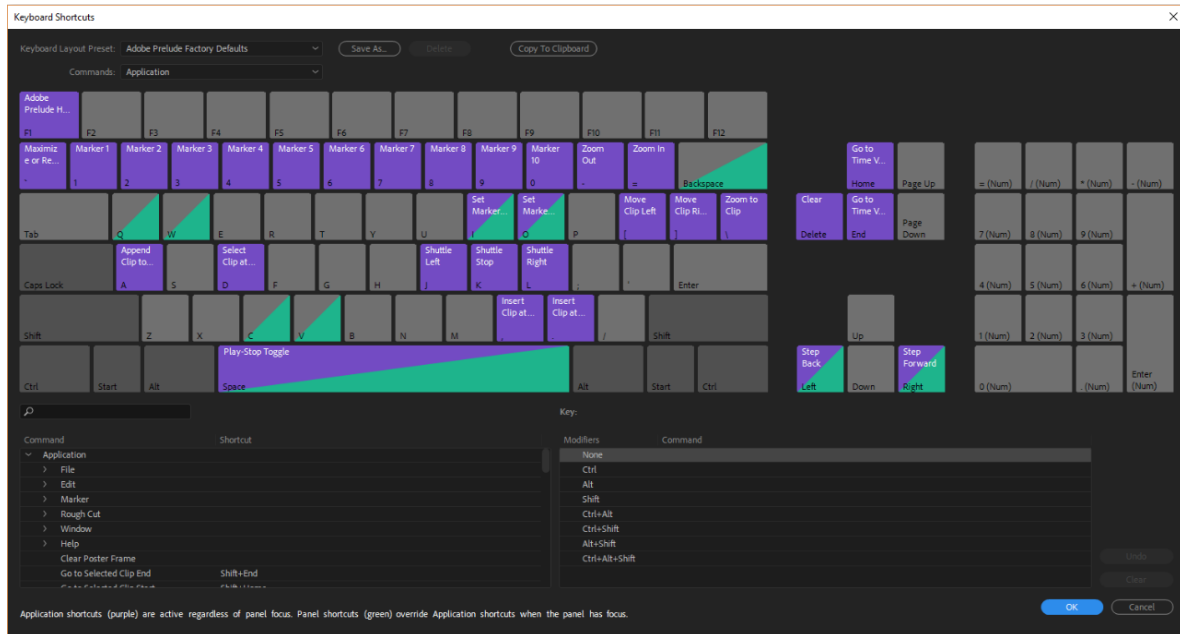 Keyboard Shortcuts
Keyboard Layout Preset: Adobe Prelude Factory Defaults Save As... Delete Copy To Clipboard
Commands: Application
Adobe Prelude H...
F1 F2 F3 F4 F5 F6 F7 F8 F9 F10 F11 F12
Maximiz e or Re... Marker 1 Marker 2 Marker 3 Marker 4 Marker 5 Marker 6 Marker 7 Marker 8 Marker 9 Marker 10 Zoom Out Zoom In Go to Time V...
` 1 2 3 4 5 6 7 8 9 0 - = Backspace Home Page Up = (Num) / (Num) * (Num) - (Num)
Set Marker... Set Marke... Move Clip Left Move Clip Ri... Zoom to Clip Clear Go to Time V...
Tab Q W E R T Y U I O P [ ] \ Delete End Page Down 7 (Num) 8 (Num) 9 (Num)
Append Clip to... Select Clip at... Shuttle Left Shuttle Stop Shuttle Right
Caps Lock A S D F G H J K L ; ' Enter 4 (Num) 5 (Num) 6 (Num) + (Num)
Insert Clip at... Insert Clip at...
Shift Z X C V B N M , . / Shift Up 1 (Num) 2 (Num) 3 (Num)
Play-Stop Toggle Step Back Step Forward
Ctrl Start Alt Space Alt Start Ctrl Left Down Right 0 (Num) . (Num) Enter (Num)
Key:
Command Shortcut Modifiers Command
Application None
File Ctrl
Edit Alt
Marker Shift
Rough Cut Ctrl+Alt
Window Ctrl+Shift
Help Alt+Shift
Clear Poster Frame Ctrl+Alt+Shift Undo
Go to Selected Clip End Shift+End
Go to Selected Clip Start Shift+Home Clear
Application shortcuts (purple) are active regardless of panel focus. Panel shortcuts (green) override Application shortcuts when the panel has focus. OK Cancel